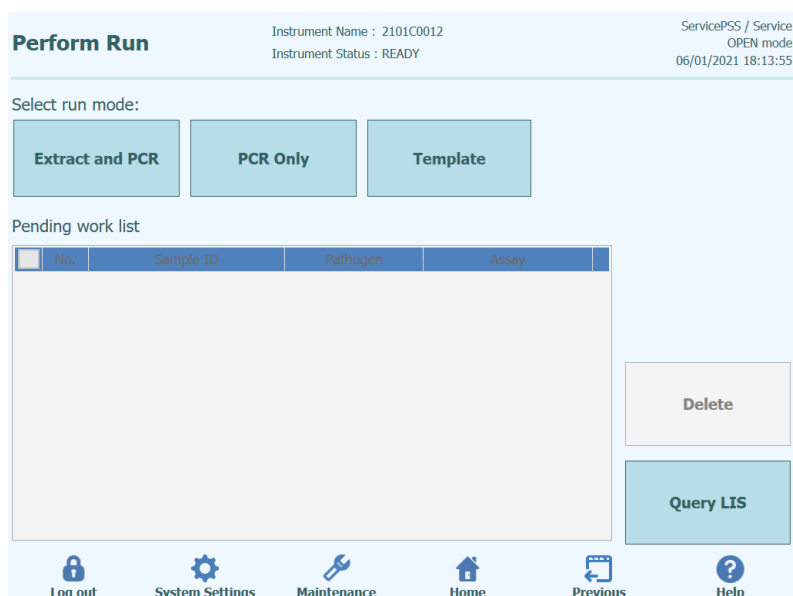 Perform Run
Instrument Name : 2101C0012
Instrument Status : READY
ServicePSS / Service
OPEN mode
06/01/2021 18:13:55
Select run mode:
Extract and PCR
PCR Only
Template
Pending work list
No. Sample ID Pathogen Assay
Delete
Query LIS
Log out System Settings Maintenance Home Previous Help